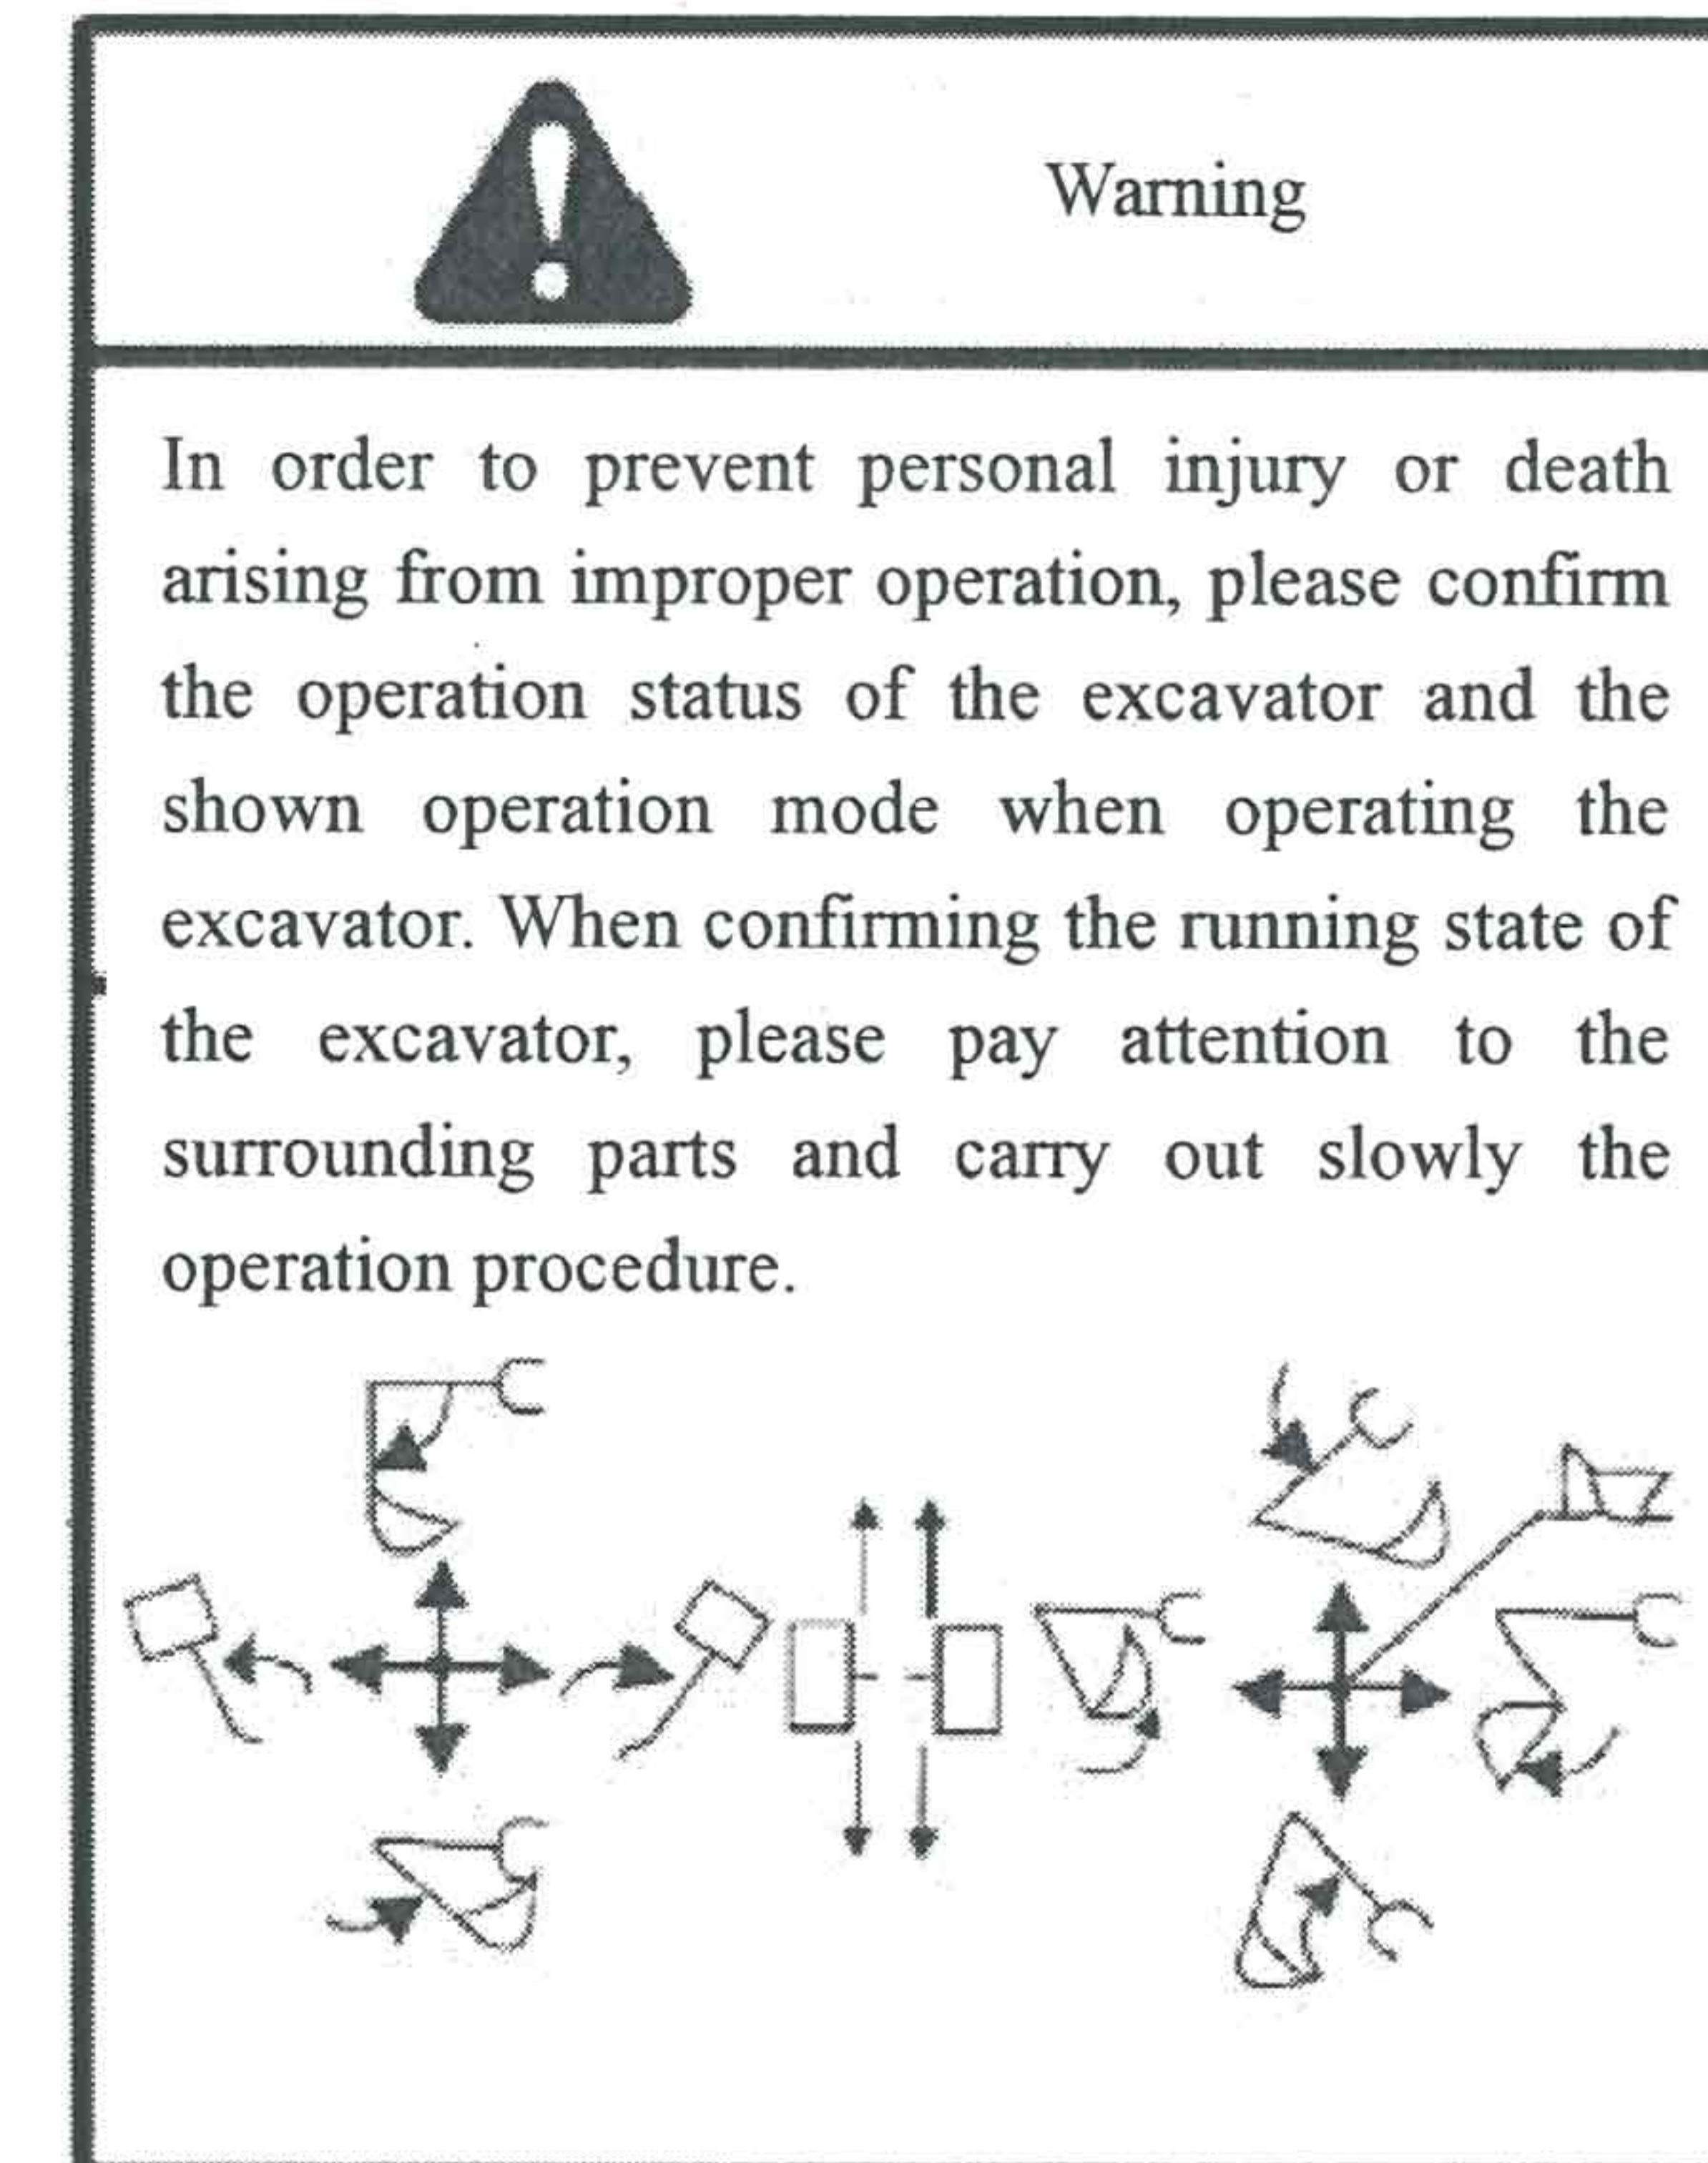 Warning
In order to prevent personal injury or death
arising from improper operation, please confirm
the operation status of the excavator and the
shown operation mode when operating the
excavator. When confirming the running state of
the excavator, please pay attention to the
surrounding parts and carry out slowly the
operation procedure.